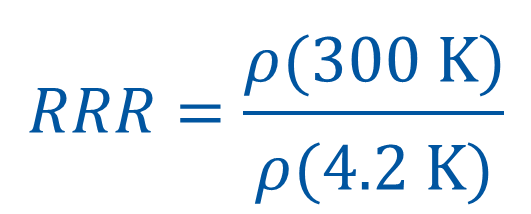 RRR = ρ(300 K) / ρ(4.2 K)